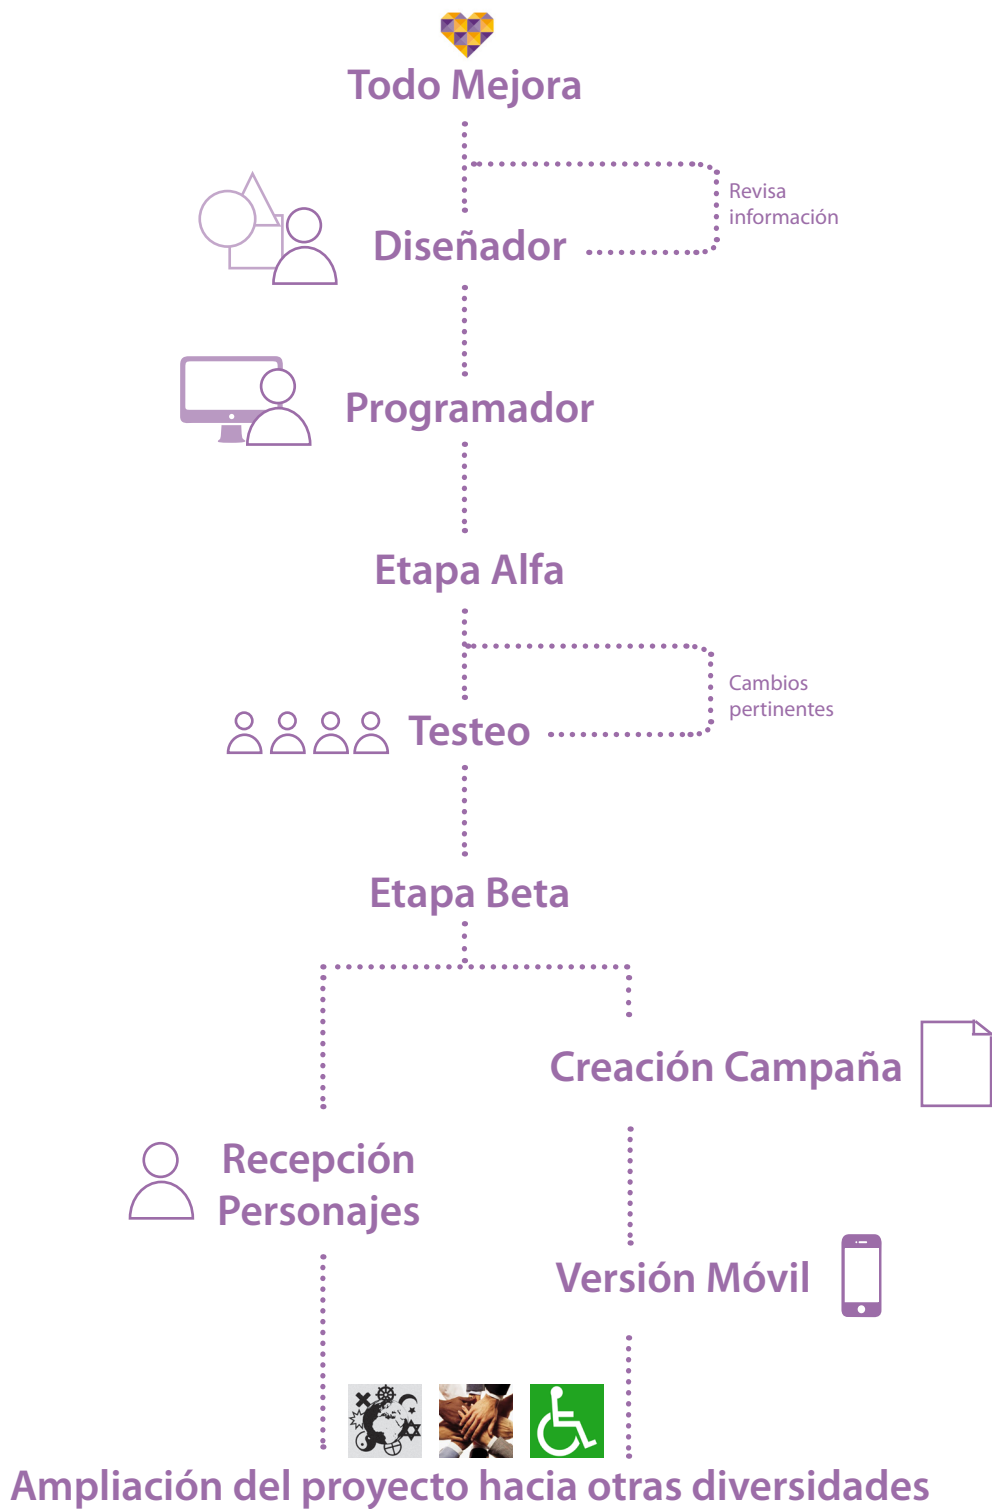 Todo Mejora
Revisa
información
Diseñador
Programador
Etapa Alfa
Cambios
pertinentes
Testeo
Etapa Beta
Creación Campaña
Recepción
Personajes
Versión Móvil
Ampliación del proyecto hacia otras diversidades